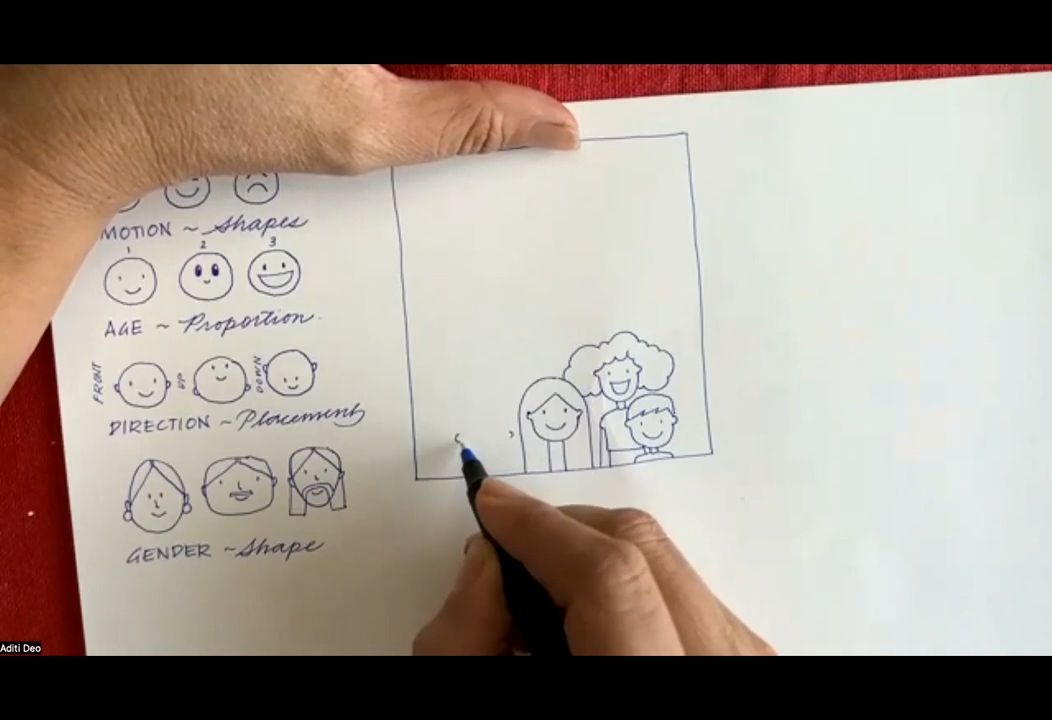 MOTION ~ Shapes
1 2 3
AGE ~ Proportion.
FRONT UP DOWN
DIRECTION ~ Placement
GENDER ~ Shape
Aditi Deo